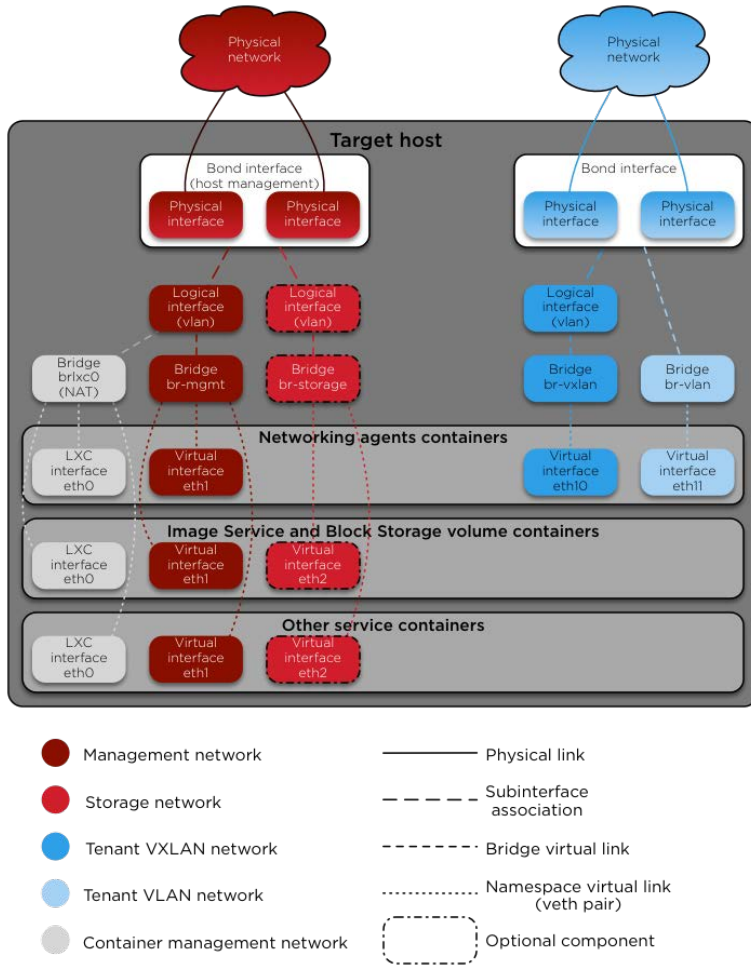 Physical
network
Physical
network
Target host
Bond interface
(host management)
Bond interface
Physical
interface
Physical
interface
Physical
interface
Physical
interface
Logical
interface
(vlan)
Logical
interface
(vlan)
Logical
interface
(vlan)
Bridge
brlxc0
(NAT)
Bridge
br-mgmt
Bridge
br-storage
Bridge
br-vxlan
Bridge
br-vlan
Networking agents containers
LXC
interface
eth0
Virtual
interface
eth1
Virtual
interface
eth10
Virtual
interface
eth11
Image Service and Block Storage volume containers
LXC
interface
eth0
Virtual
interface
eth1
Virtual
interface
eth2
Other service containers
LXC
interface
eth0
Virtual
interface
eth1
Virtual
interface
eth2
Management network
Storage network
Tenant VXLAN network
Tenant VLAN network
Container management network
Physical link
Subinterface
association
Bridge virtual link
Namespace virtual link
(veth pair)
Optional component